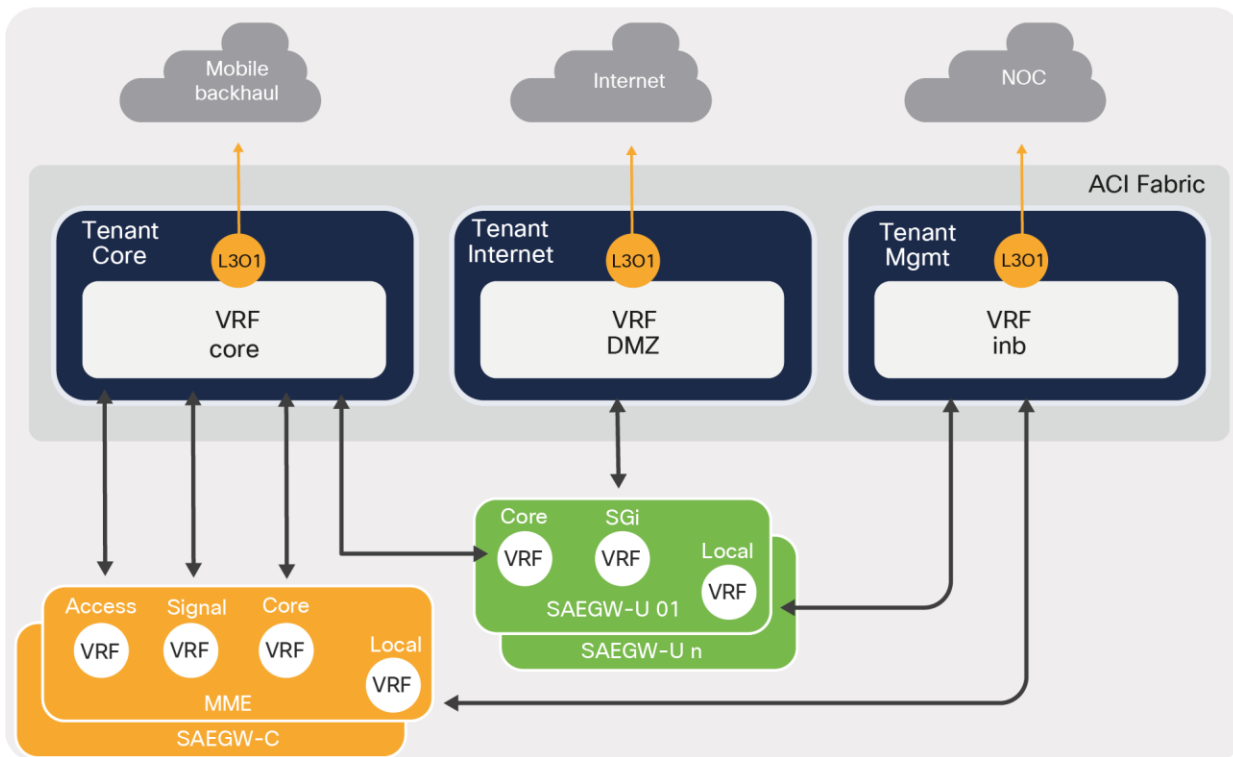 Mobile
backhaul
Internet
NOC
ACI Fabric
Tenant
Core
L3O1
VRF
core
Tenant
Internet
L3O1
VRF
DMZ
Tenant
Mgmt
L3O1
VRF
inb
Core
VRF
SGi
VRF
Local
VRF
SAEGW-U 01
SAEGW-U n
Access
VRF
Signal
VRF
Core
VRF
Local
VRF
MME
SAEGW-C